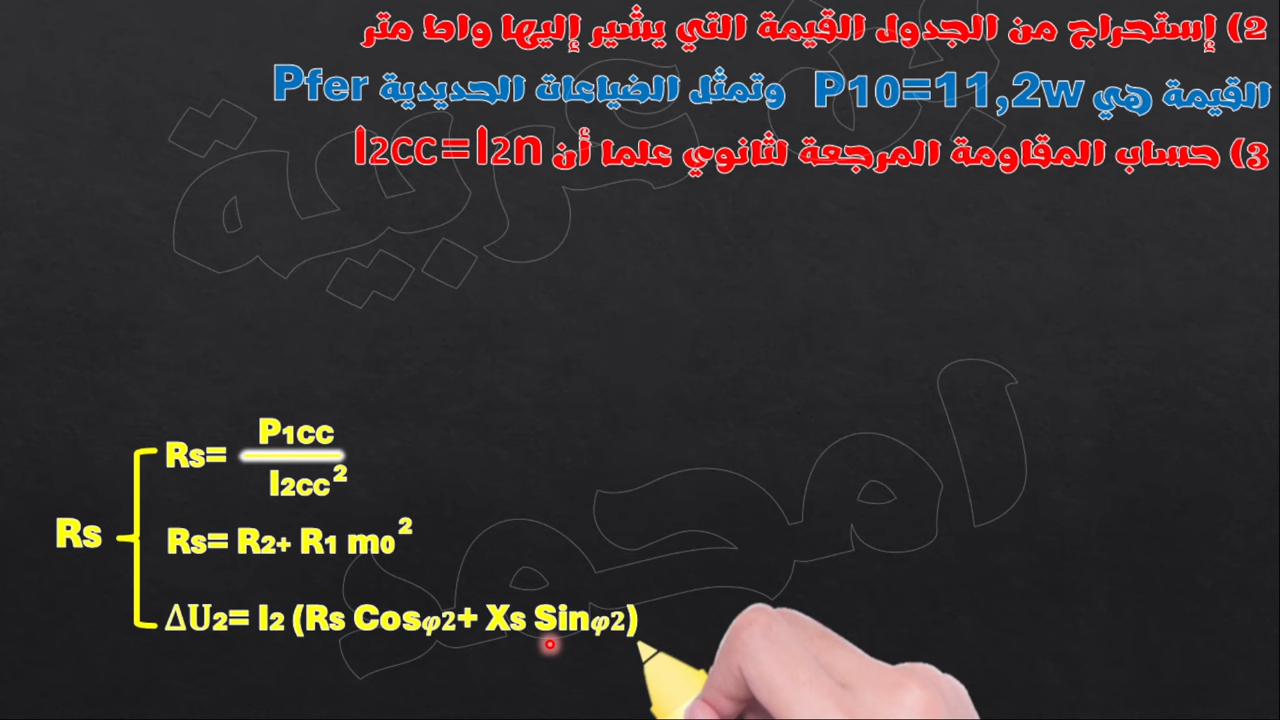 2) إستحراج من الجدول القيمة التي يشير إليها واط متر
القيمة هي P10=11,2w وتمثل الضياعات الحديدية Pfer
3) حساب المقاومة المرجعة لثانوي علما أن I2cc=I2n
Rs= P1cc / I2cc²
Rs
Rs= R2+ R1 m0²
ΔU2= I2 (Rs Cosφ2+ Xs Sinφ2)